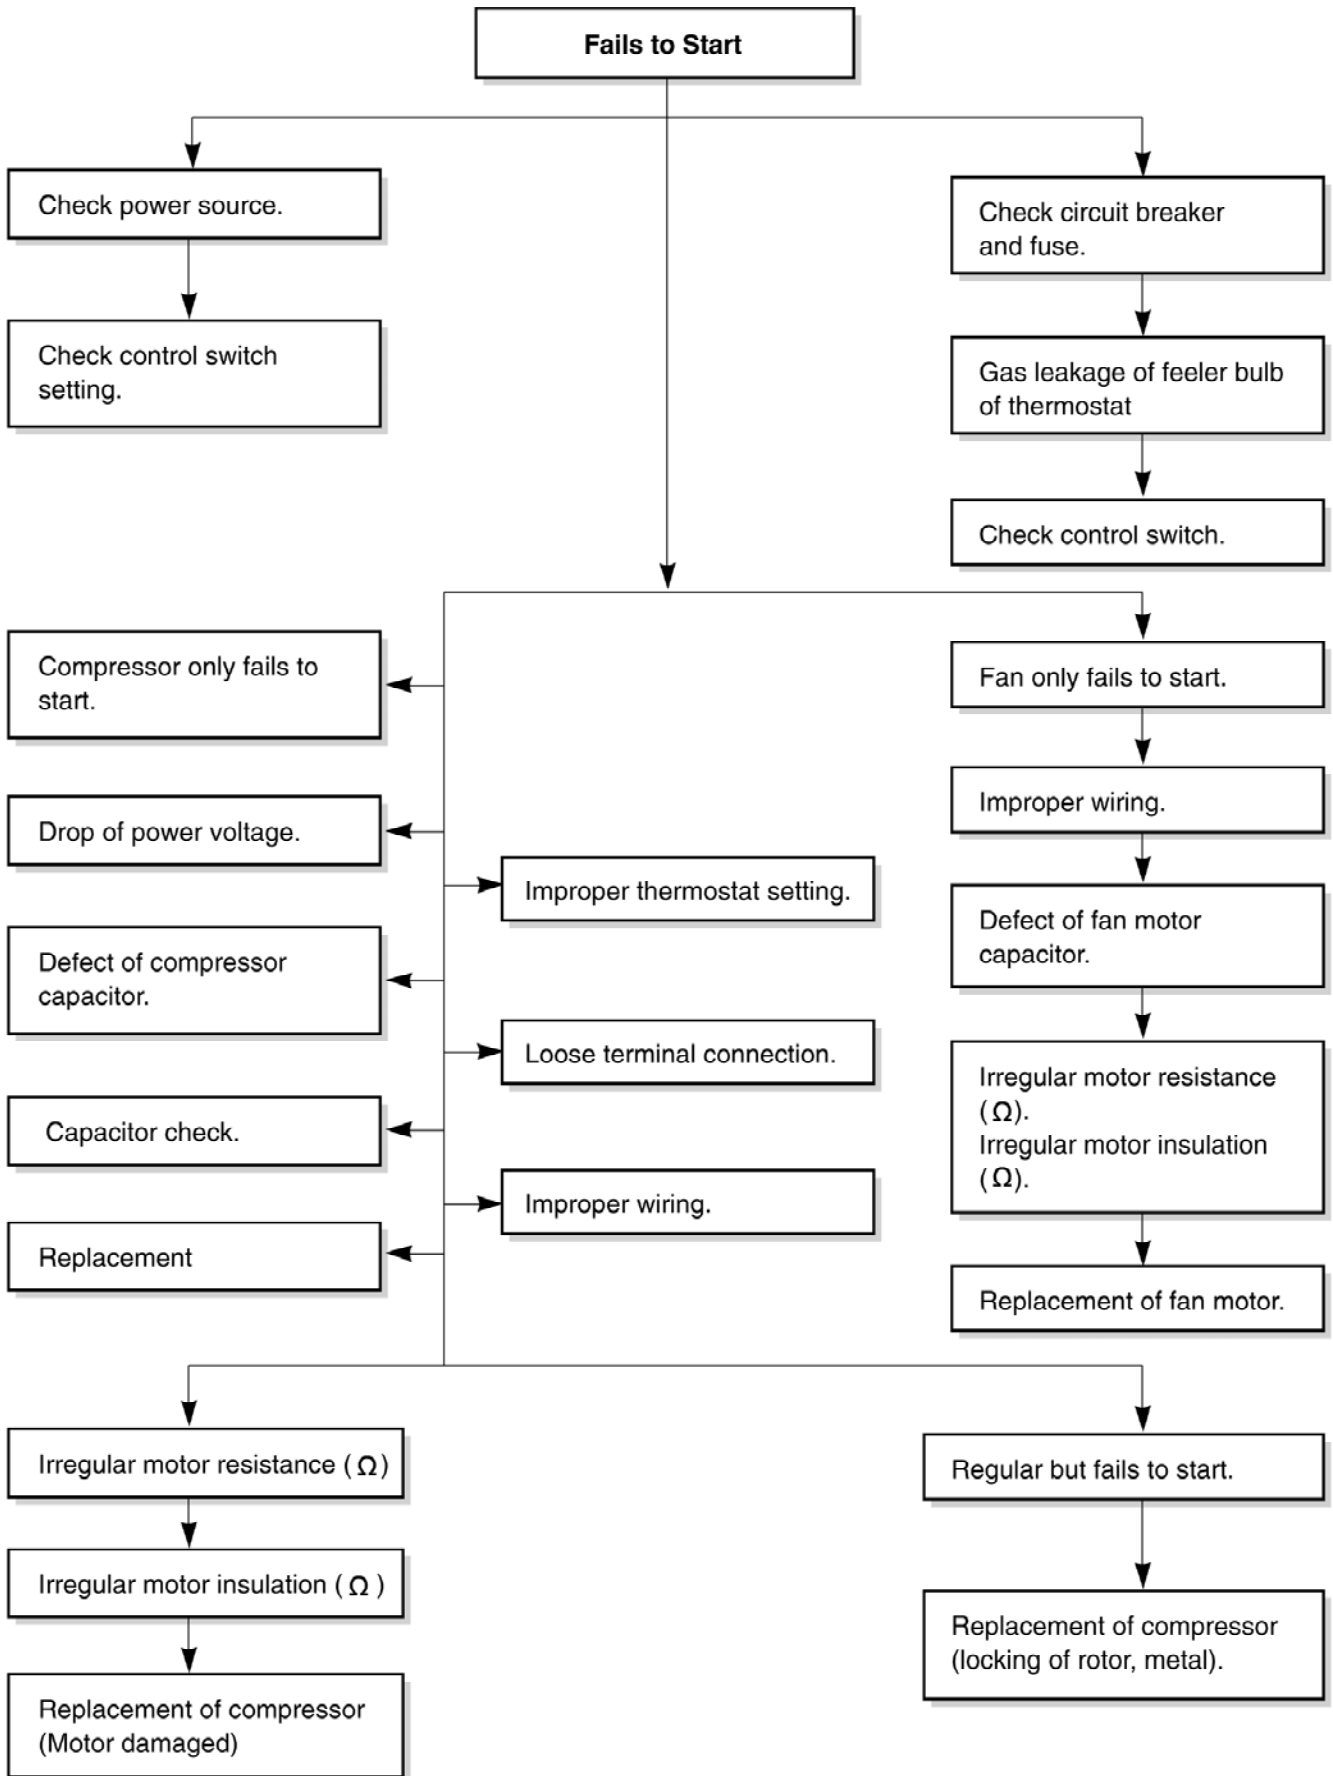 Fails to Start
Check power source.
Check control switch
setting.
Check circuit breaker
and fuse.
Gas leakage of feeler bulb
of thermostat
Check control switch.
Compressor only fails to
start.
Drop of power voltage.
Defect of compressor
capacitor.
Capacitor check.
Replacement
Improper thermostat setting.
Loose terminal connection.
Improper wiring.
Fan only fails to start.
Improper wiring.
Defect of fan motor
capacitor.
Irregular motor resistance
(Ω).
Irregular motor insulation
(Ω).
Replacement of fan motor.
Irregular motor resistance (Ω)
Irregular motor insulation (Ω )
Replacement of compressor
(Motor damaged)
Regular but fails to start.
Replacement of compressor
(locking of rotor, metal).